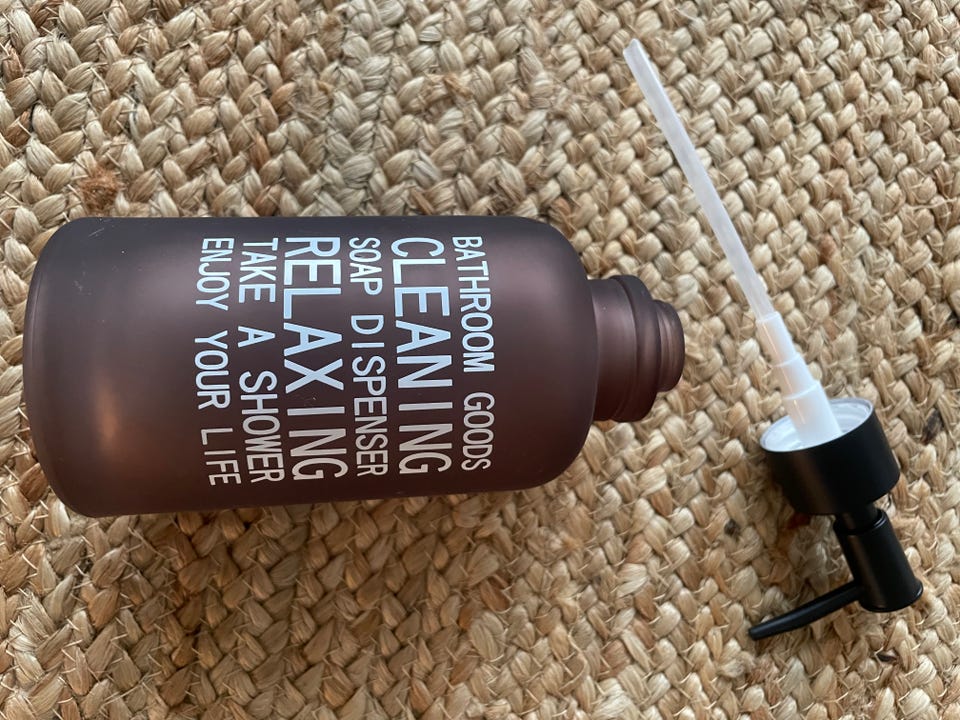 BATHROOM GOODS
CLEANING
SOAP DISPENSER
RELAXING
TAKE A SHOWER
ENJOY YOUR LIFE